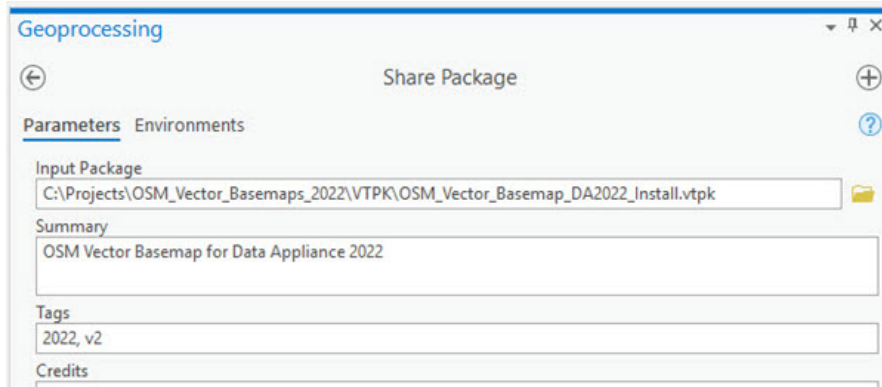 Geoprocessing
Share Package
Parameters Environments
Input Package
C:\Projects\OSM_Vector_Basemaps_2022\VTPK\OSM_Vector_Basemap_DA2022_Install.vtpk
Summary
OSM Vector Basemap for Data Appliance 2022
Tags
2022, v2
Credits